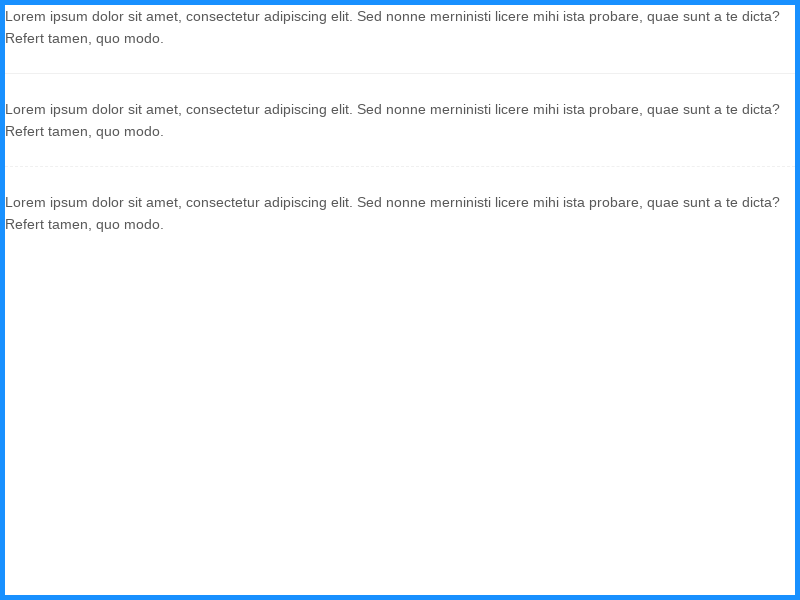 Lorem ipsum dolor sit amet, consectetur adipiscing elit. Sed nonne merninisti licere mihi ista probare, quae sunt a te dicta?
Refert tamen, quo modo.
Lorem ipsum dolor sit amet, consectetur adipiscing elit. Sed nonne merninisti licere mihi ista probare, quae sunt a te dicta?
Refert tamen, quo modo.
Lorem ipsum dolor sit amet, consectetur adipiscing elit. Sed nonne merninisti licere mihi ista probare, quae sunt a te dicta?
Refert tamen, quo modo.